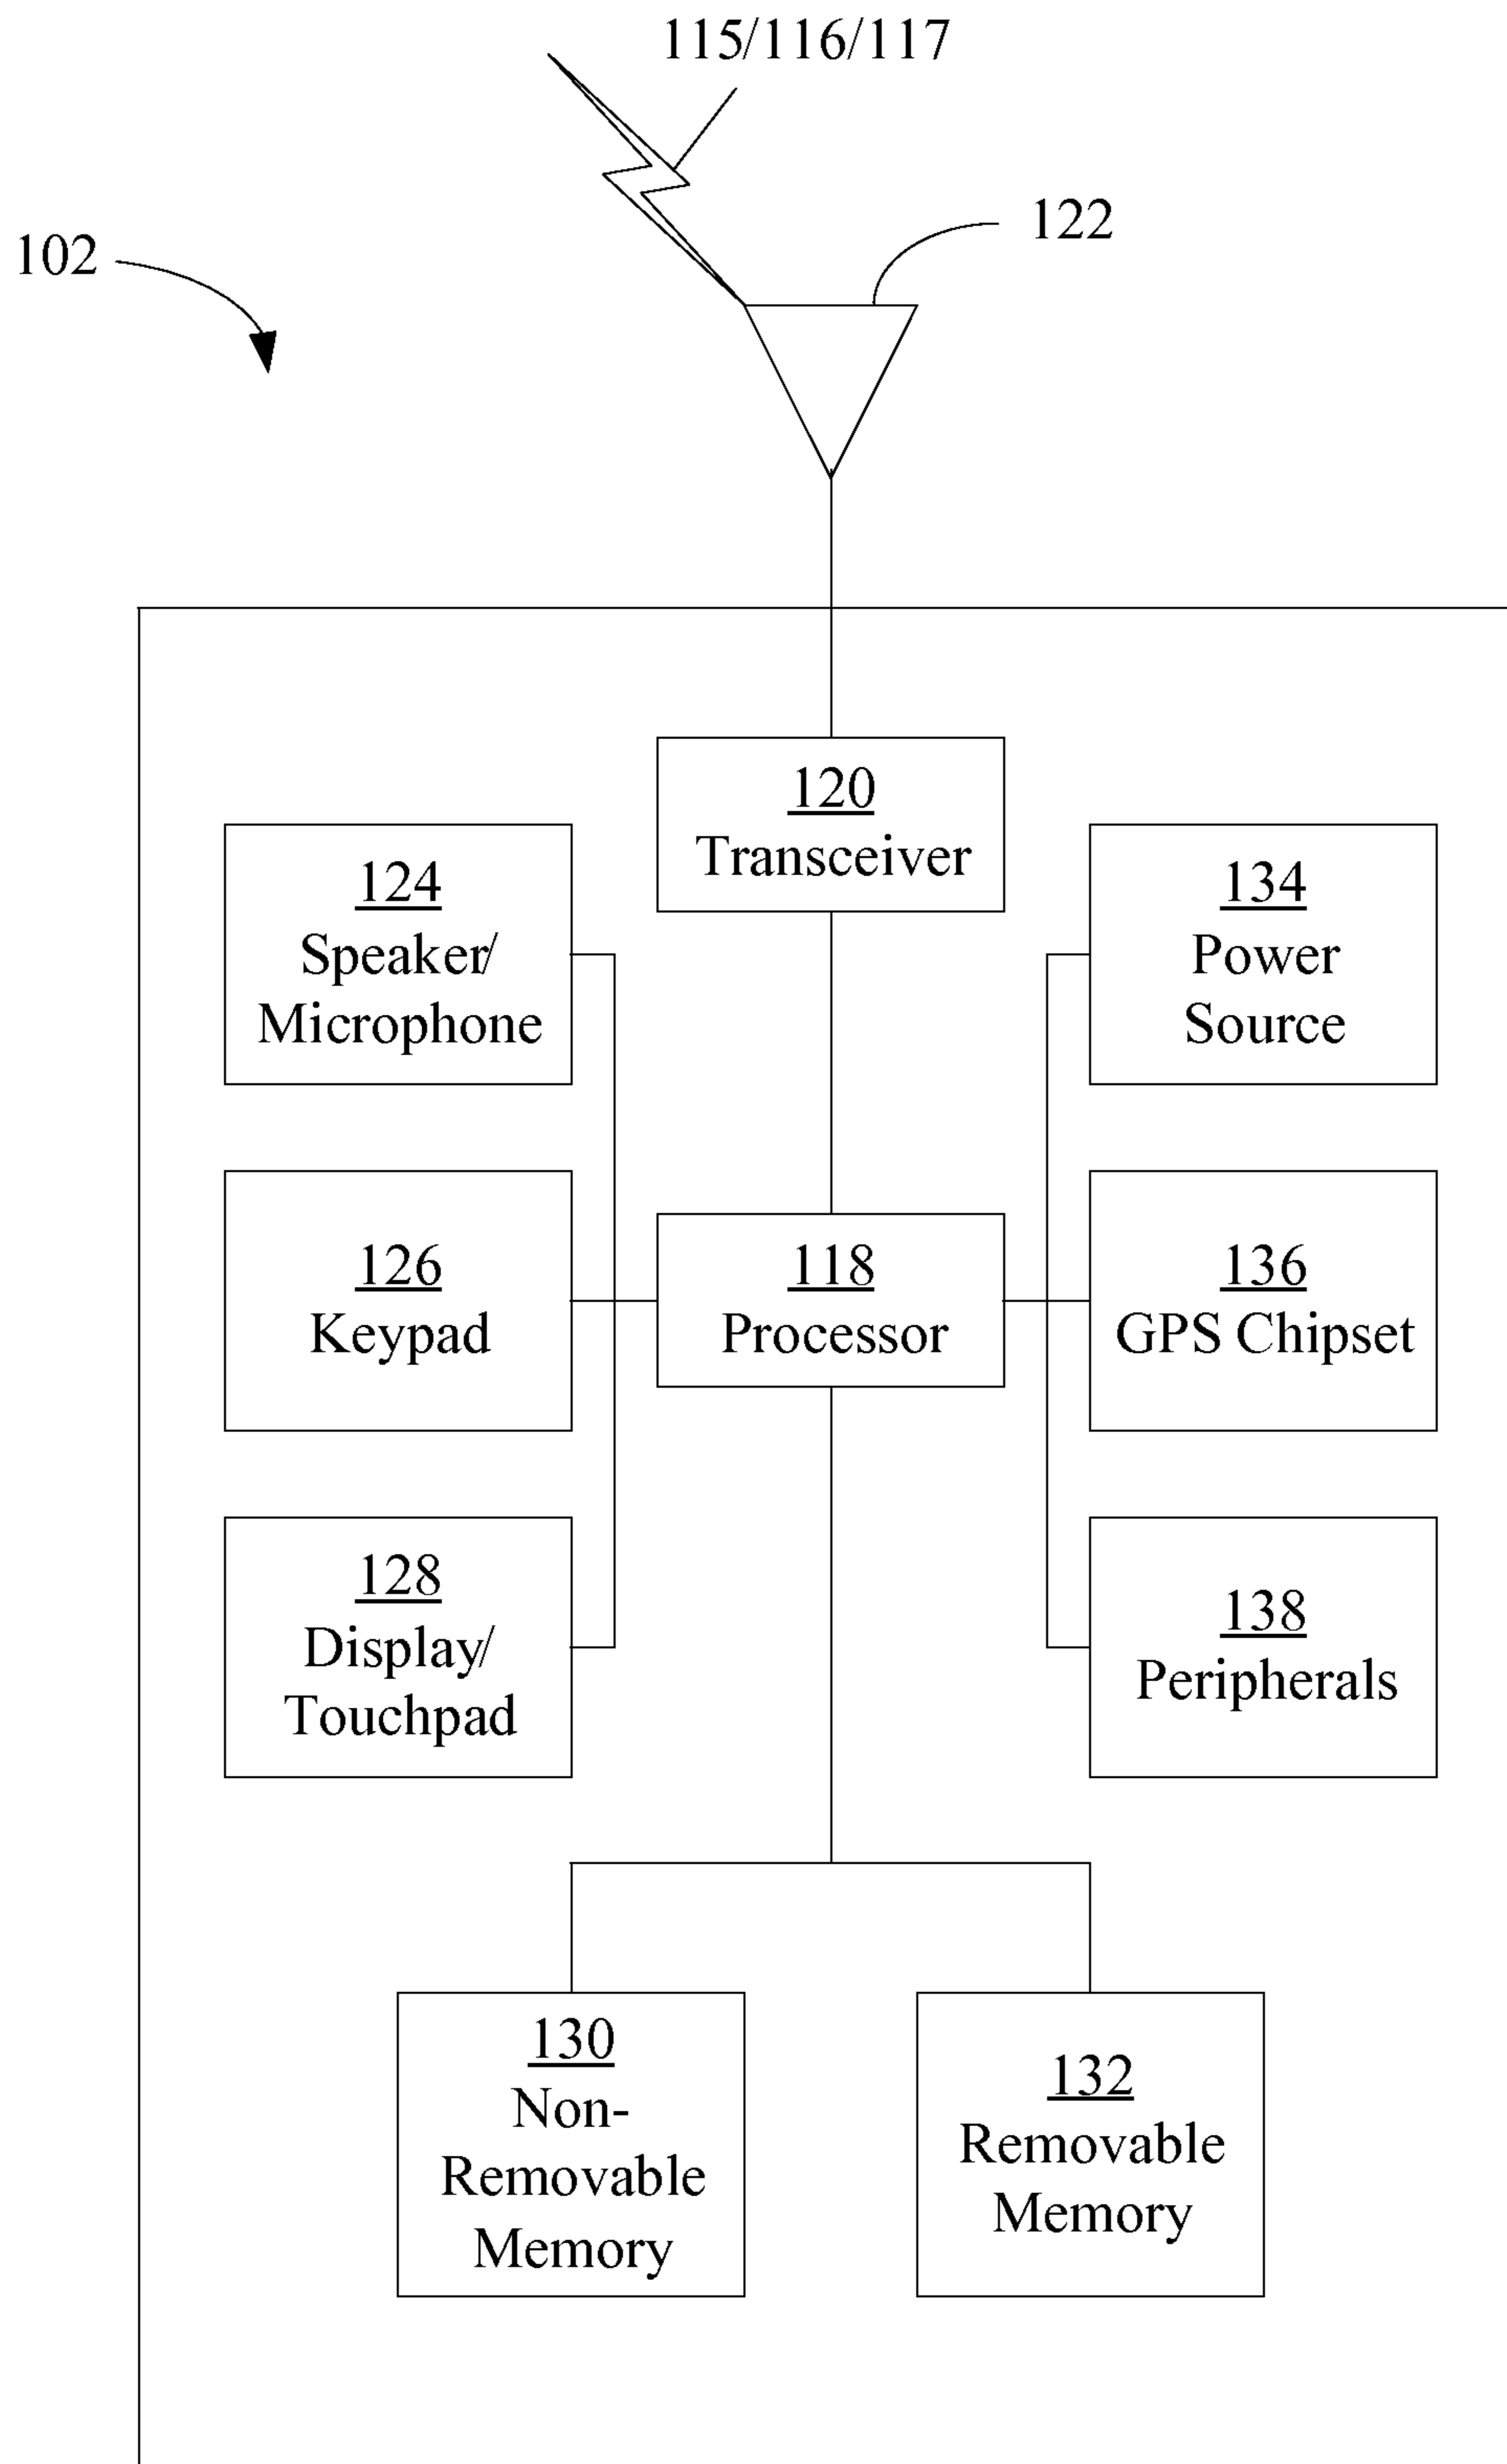 115/116/117
122
102
120
Transceiver
124
Speaker/
Microphone
134
Power
Source
126
Keypad
118
Processor
136
GPS Chipset
128
Display/
Touchpad
138
Peripherals
130
Non-
Removable
Memory
132
Removable
Memory